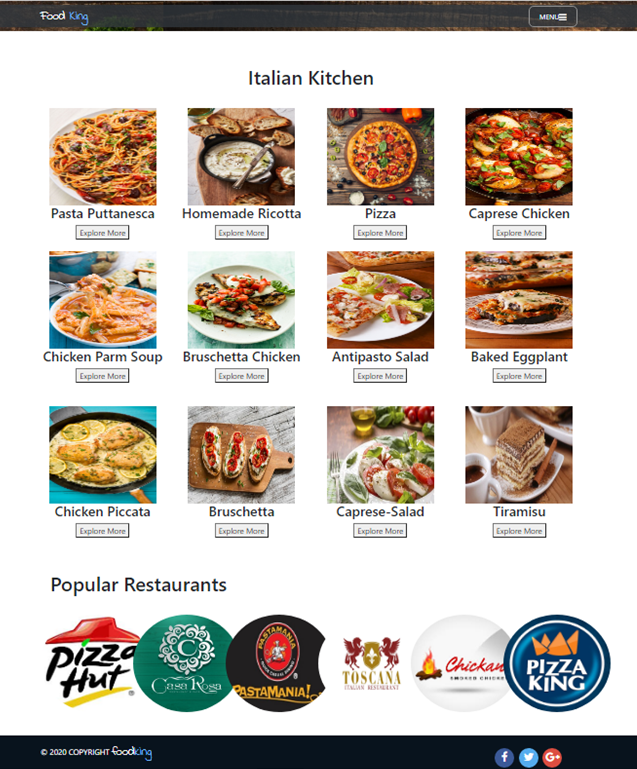 Food King
MENU
Italian Kitchen
Pasta Puttanesca
Homemade Ricotta
Pizza
Caprese Chicken
Explore More
Explore More
Explore More
Explore More
Chicken Parm Soup
Bruschetta Chicken
Antipasto Salad
Baked Eggplant
Explore More
Explore More
Explore More
Explore More
Chicken Piccata
Bruschetta
Caprese-Salad
Tiramisu
Explore More
Explore More
Explore More
Explore More
Popular Restaurants
Pizza
Hut
C
Casa Rosa
PASTAMANIA
PASTAMANIA!
TOSCANA
ITALIAN RESTAURANT
Chickan
SMOKED CHICKE
PIZZA
KING
© 2020 COPYRIGHT foodking
f
G+